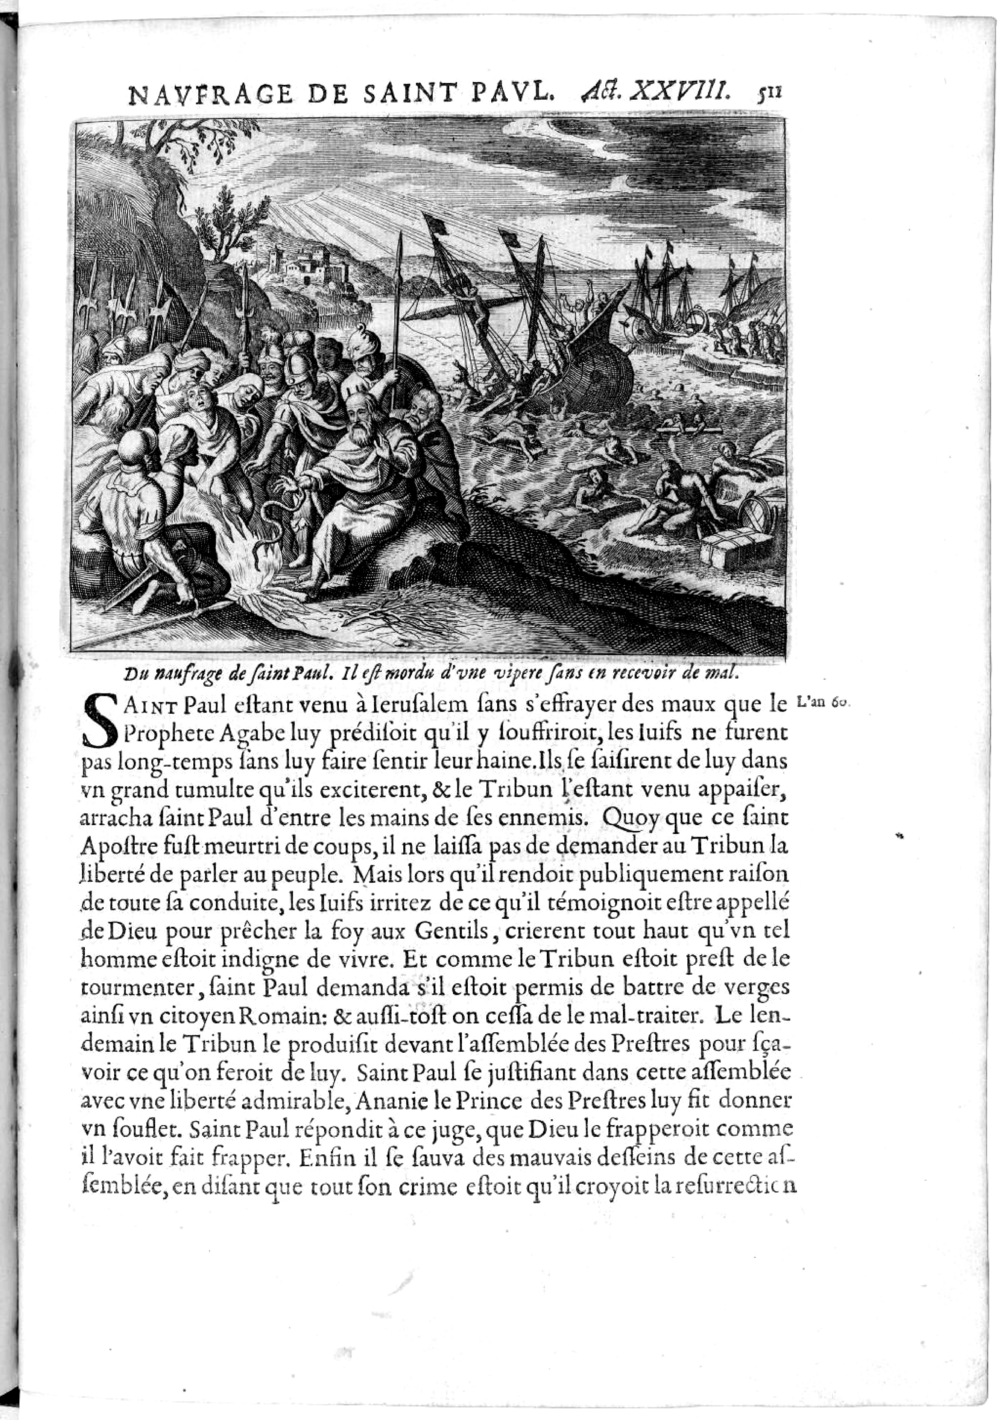 NAVFRAGE DE SAINT PAVL. Act. XXVIII. 511
Du naufrage de ſaint Paul. Il eſt mordu d'vne vipere ſans en recevoir de mal.
SAINT Paul eſtant venu à Ieruſalem ſans s'effrayer des maux que le L'an 60.
Prophete Agabe luy prédiſoit qu'il y ſouffriroit, les Iuifs ne furent
pas long-temps ſans luy faire ſentir leur haine. Ils ſe ſaiſirent de luy dans
vn grand tumulte qu'ils exciterent, & le Tribun l'eſtant venu appaiſer,
arracha ſaint Paul d'entre les mains de ſes ennemis. Quoy que ce ſaint
Apoſtre fuſt meurtri de coups, il ne laiſſa pas de demander au Tribun la
liberté de parler au peuple. Mais lors qu'il rendoit publiquement raiſon
de toute ſa conduite, les Iuifs irritez de ce qu'il témoignoit eſtre appellé
de Dieu pour prêcher la foy aux Gentils, crierent tout haut qu'vn tel
homme eſtoit indigne de vivre. Et comme le Tribun eſtoit preſt de le
tourmenter, ſaint Paul demanda s'il eſtoit permis de battre de verges
ainſi vn citoyen Romain: & auſſi-toſt on ceſſa de le mal-traiter. Le len-
demain le Tribun le produiſit devant l'aſſemblée des Preſtres pour ſça-
voir ce qu'on feroit de luy. Saint Paul ſe juſtifiant dans cette aſſemblée
avec vne liberté admirable, Ananie le Prince des Preſtres luy fit donner
vn ſouflet. Saint Paul répondit à ce juge, que Dieu le frapperoit comme
il l'avoit fait frapper. Enfin il ſe ſauva des mauvais deſſeins de cette aſ-
ſemblée, en diſant que tout ſon crime eſtoit qu'il croyoit la reſurrection